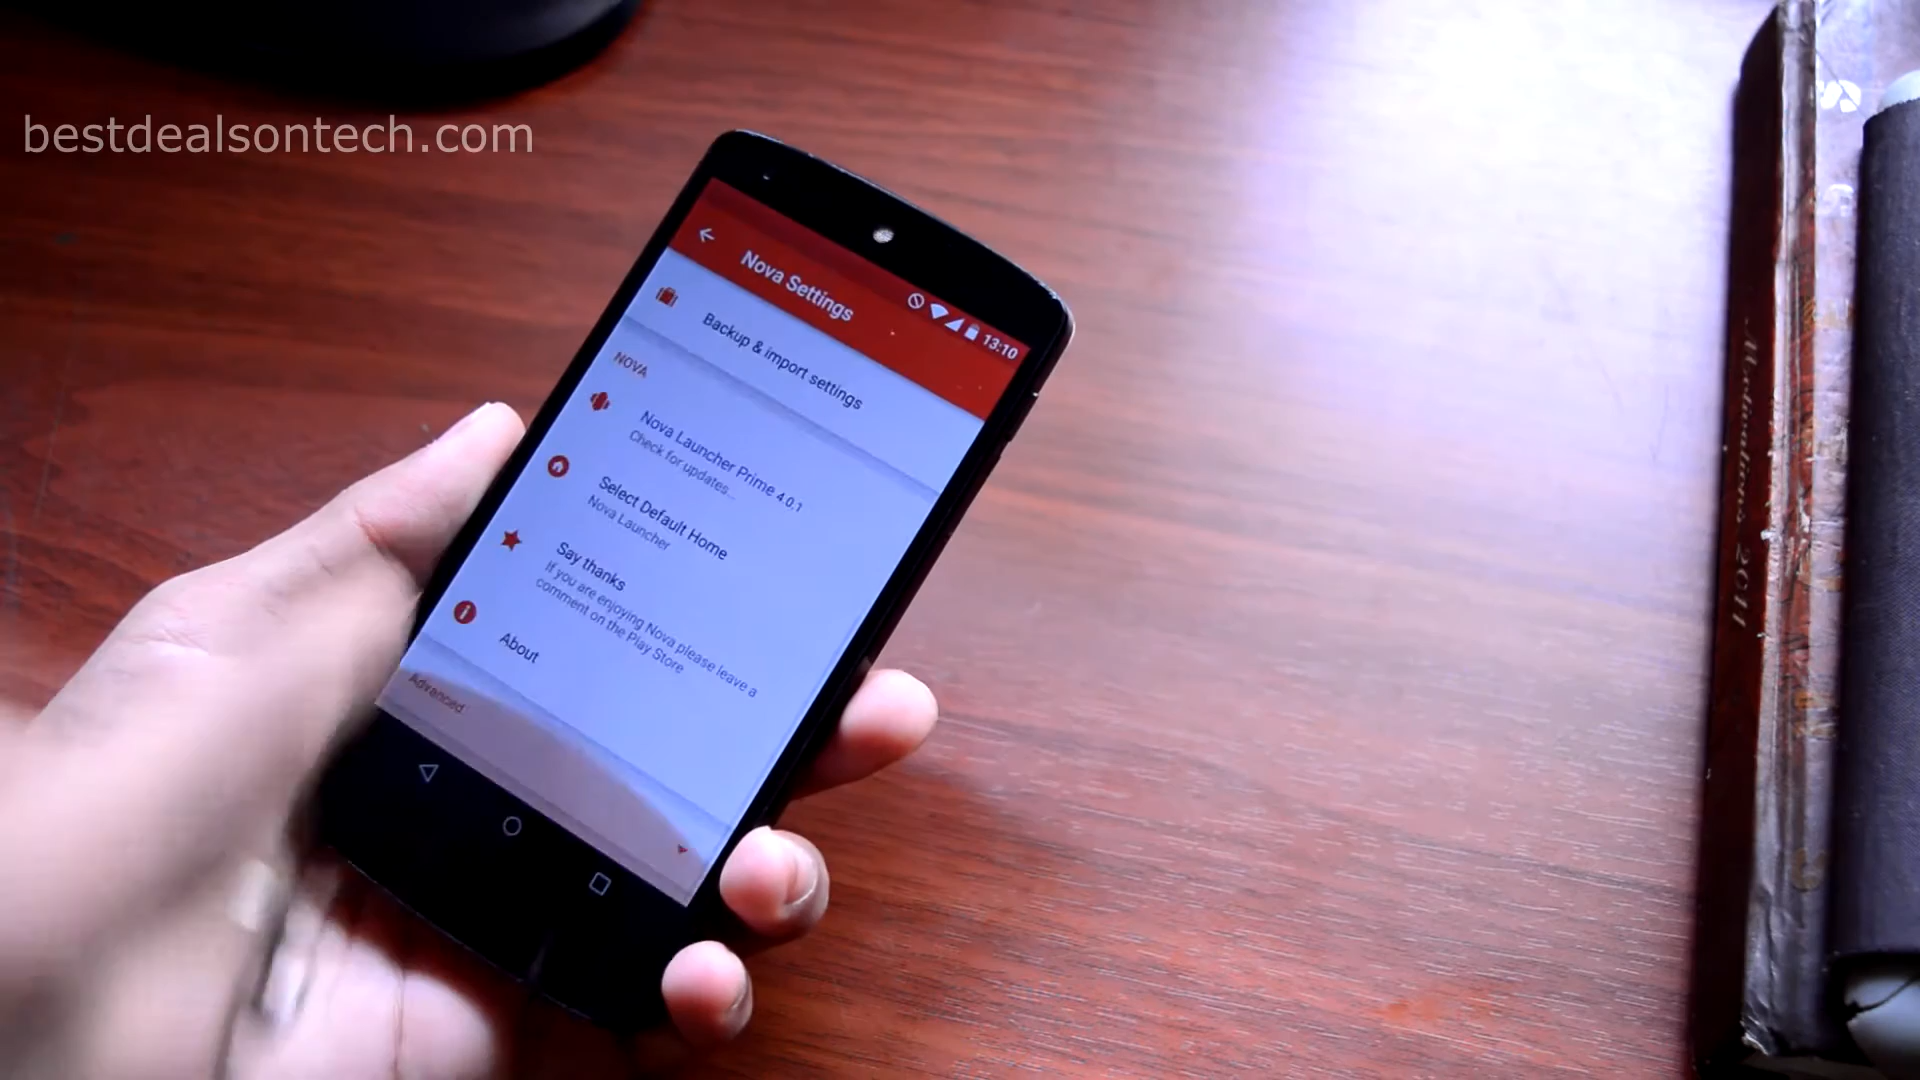 bestdealsontech.com
13:10
Nova Settings
Backup & import settings
NOVA
Nova Launcher Prime 4.0.1
Check for updates...
Select Default Home
Nova Launcher
Say thanks
If you are enjoying Nova please leave a
comment on the Play Store
About
Advanced
2011